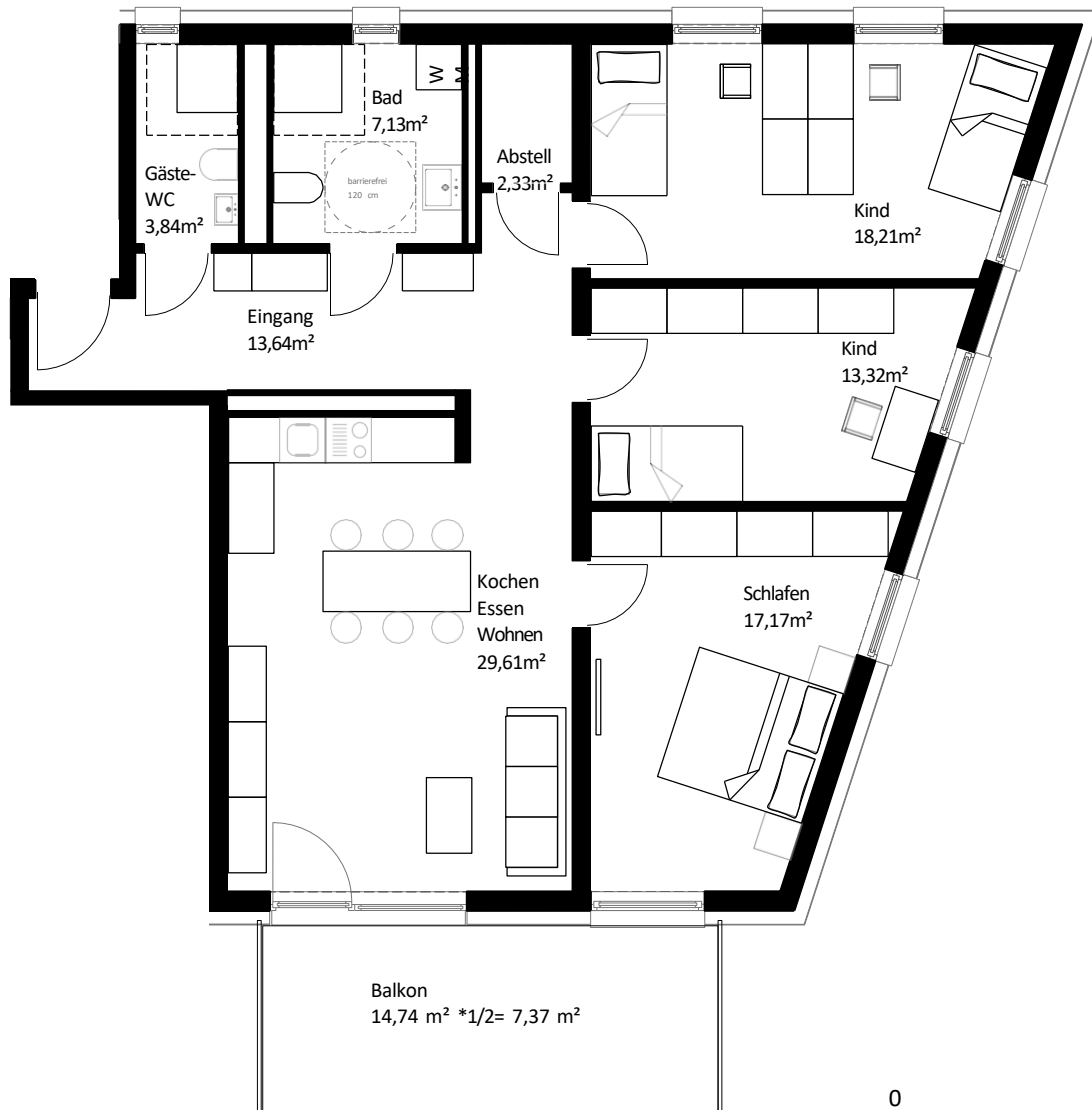 W
M
Bad
7,13m²
Gäste-
WC
3,84m²
barrierefrei
120 cm
Abstell
2,33m²
Kind
18,21m²
Eingang
13,64m²
Kind
13,32m²
Kochen
Essen
Wohnen
29,61m²
Schlafen
17,17m²
Balkon
14,74 m² *1/2= 7,37 m²
0